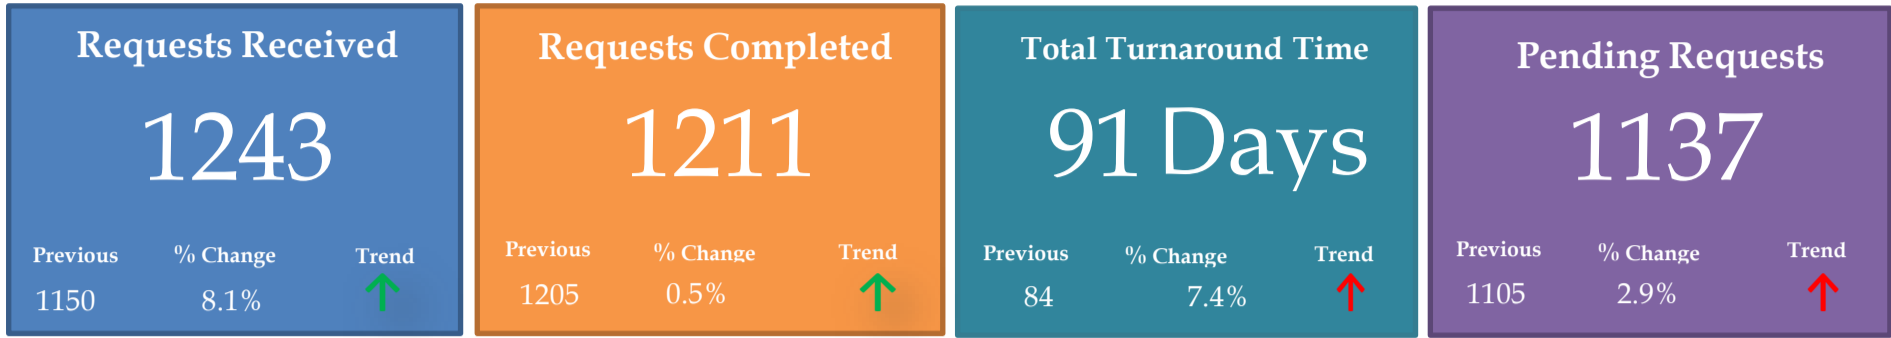 Requests Received
1243
Previous % Change Trend
1150 8.1%
Requests Completed
1211
Previous % Change Trend
1205 0.5%
Total Turnaround Time
91 Days
Previous % Change Trend
84 7.4%
Pending Requests
1137
Previous % Change Trend
1105 2.9%